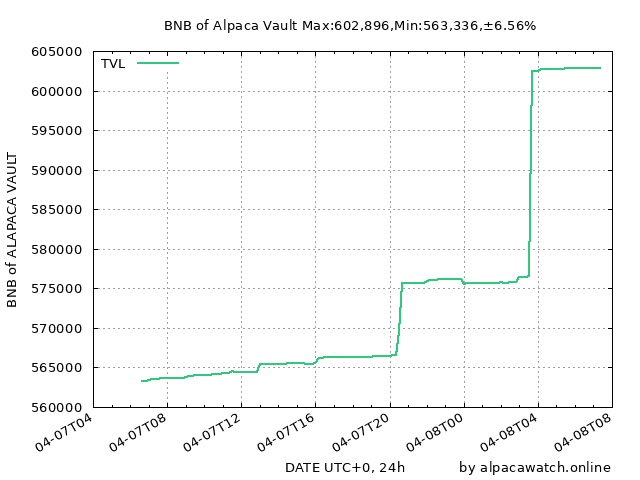 BNB of Alpaca Vault Max:602,896,Min:563,336,±6.56%
TVL
605000
600000
595000
590000
585000
580000
575000
570000
565000
560000
BNB of ALAPACA VAULT
04-07T04
04-07T08
04-07T12
04-07T16
04-07T20
04-08T00
04-08T04
04-08T08
DATE UTC+0, 24h
by alpacawatch.online